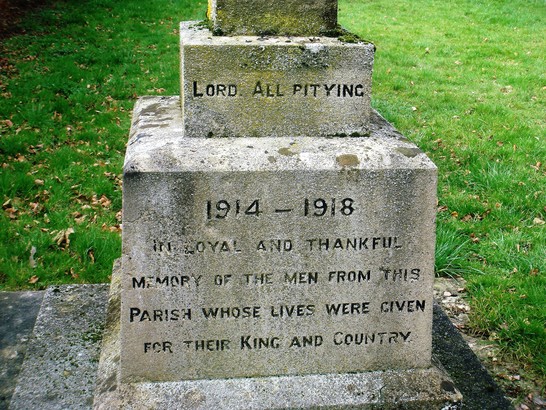 Lord. All pitying
1914 – 1918
In loyal and thankful
memory of the men from this
Parish whose lives were given
for their King and Country.